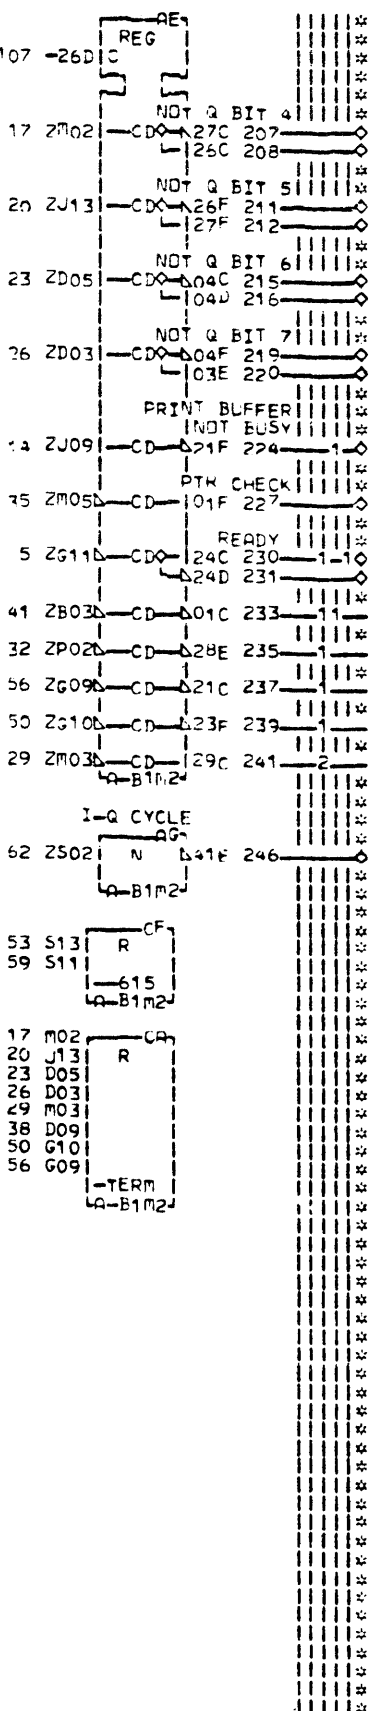 AE
REG
107 -26D C
NOT Q BIT 4
17 ZM02 CD 27C 207
26C 208
NOT Q BIT 5
20 ZJ13 CD 26F 211
27F 212
NOT Q BIT 6
23 ZD05 CD 04C 215
04D 216
NOT Q BIT 7
26 ZD03 CD 04F 219
03E 220
PRINT BUFFER
NOT BUSY
14 ZJ09 CD 21F 224 1
PTR CHECK
35 ZM05 CD 01F 227
READY
5 ZG11 CD 24C 230 1-1
24D 231
41 ZB03 CD 01C 233 11
32 ZP02 CD 28E 235 1
56 ZG09 CD 21C 237 1
50 ZG10 CD 23F 239 1
29 ZM03 CD 29C 241 2
A-B1M2
I-Q CYCLE
AG
62 ZS02 N 41E 246
A-B1M2
CF
53 S13 R
59 S11
615
A-B1M2
17 M02 CA
20 J13 R
23 D05
26 D03
29 M03
38 D09
50 G10
56 G09
-TERM
A-B1M2